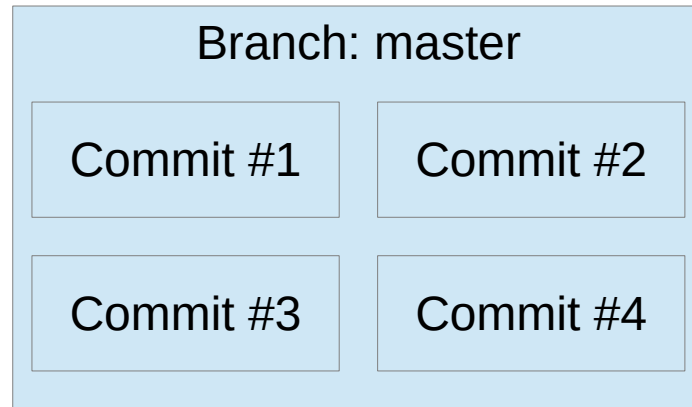 Branch: master
Commit #1
Commit #2
Commit #3
Commit #4